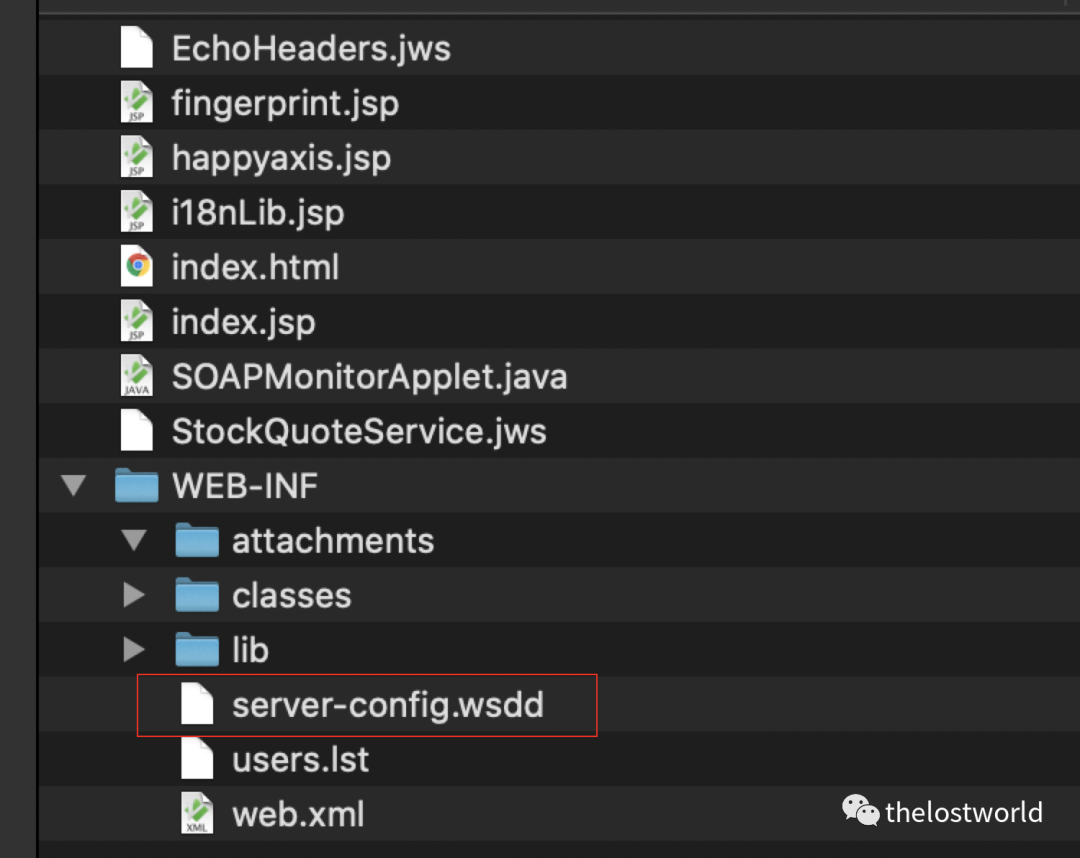 EchoHeaders.jws
JSP fingerprint.jsp
JSP happyaxis.jsp
JSP i18nLib.jsp
index.html
JSP index.jsp
JAVA SOAPMonitorApplet.java
StockQuoteService.jws
WEB-INF
attachments
classes
lib
server-config.wsdd
users.lst
XML web.xml
thelostworld